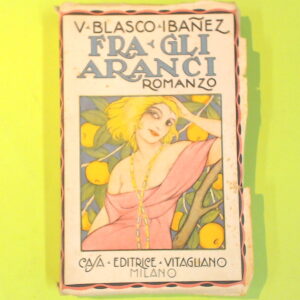 V · BLASCO · IBAÑEZ
FRA · GLI
ARANCI
ROMANZO
CASA · EDITRICE · VITAGLIANO
MILANO